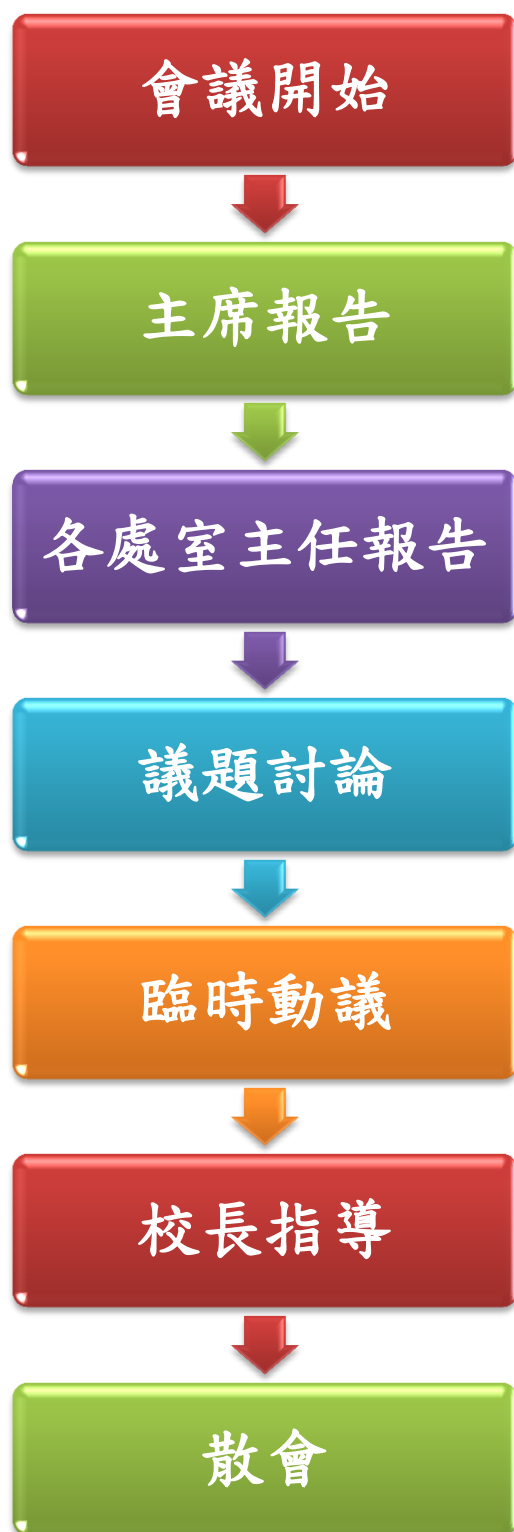 會議開始
主席報告
各處室主任報告
議題討論
臨時動議
校長指導
散會